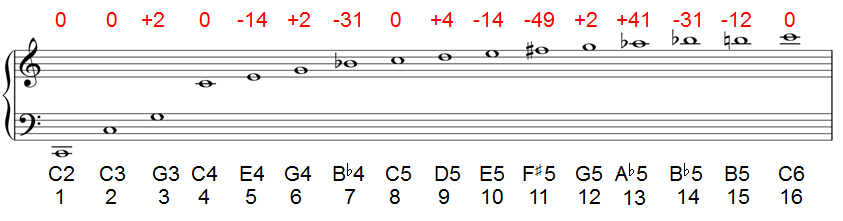 0 0 +2 0 -14 +2 -31 0 +4 -14 -49 +2 +41 -31 -12 0
C2 C3 G3 C4 E4 G4 B♭4 C5 D5 E5 F♯5 G5 A♭5 B♭5 B5 C6
1 2 3 4 5 6 7 8 9 10 11 12 13 14 15 16